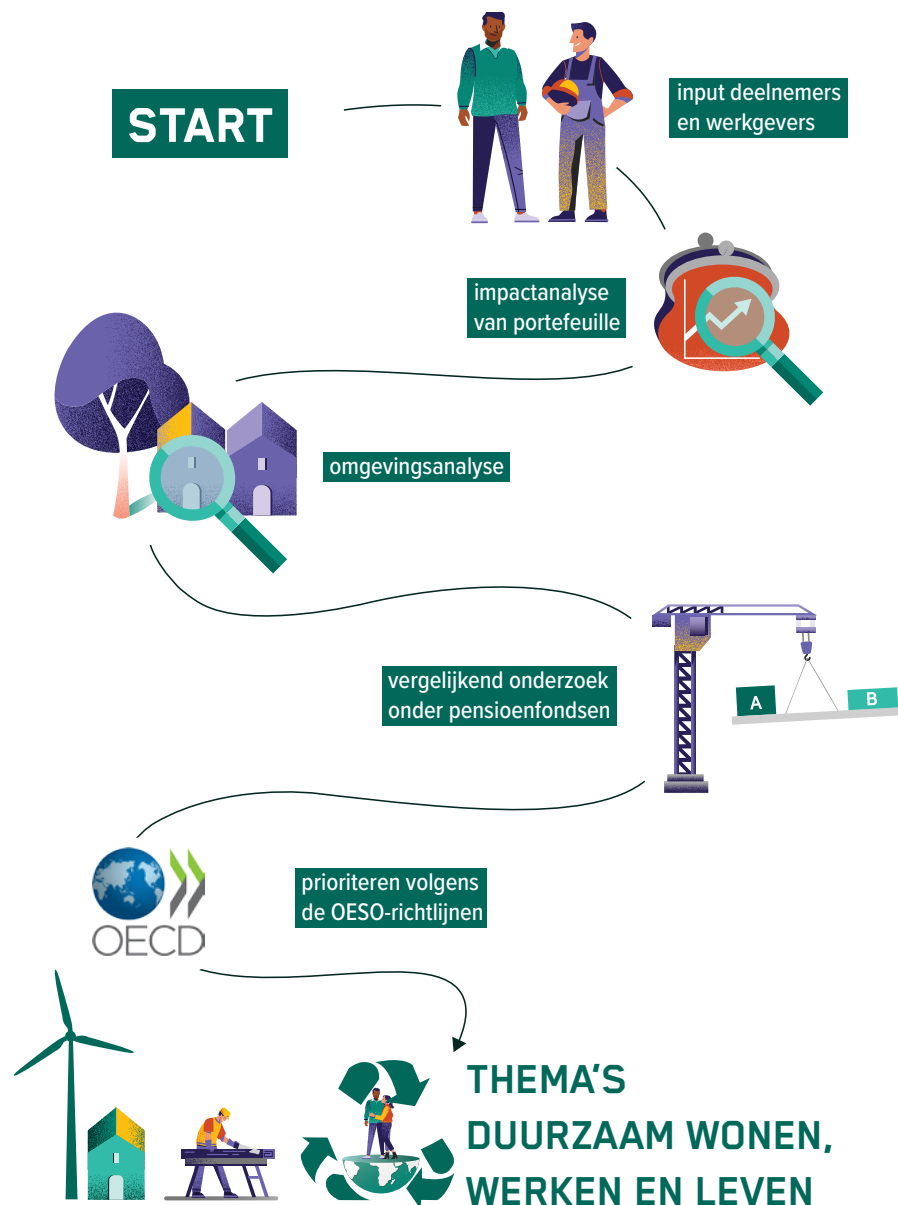 START
input deelnemers
en werkgevers
impactanalyse
van portefeuille
omgevingsanalyse
vergelijkend onderzoek
onder pensioenfondsen
A
B
prioriteren volgens
de OESO-richtlijnen
OECD
THEMA'S
DUURZAAM WONEN,
WERKEN EN LEVEN